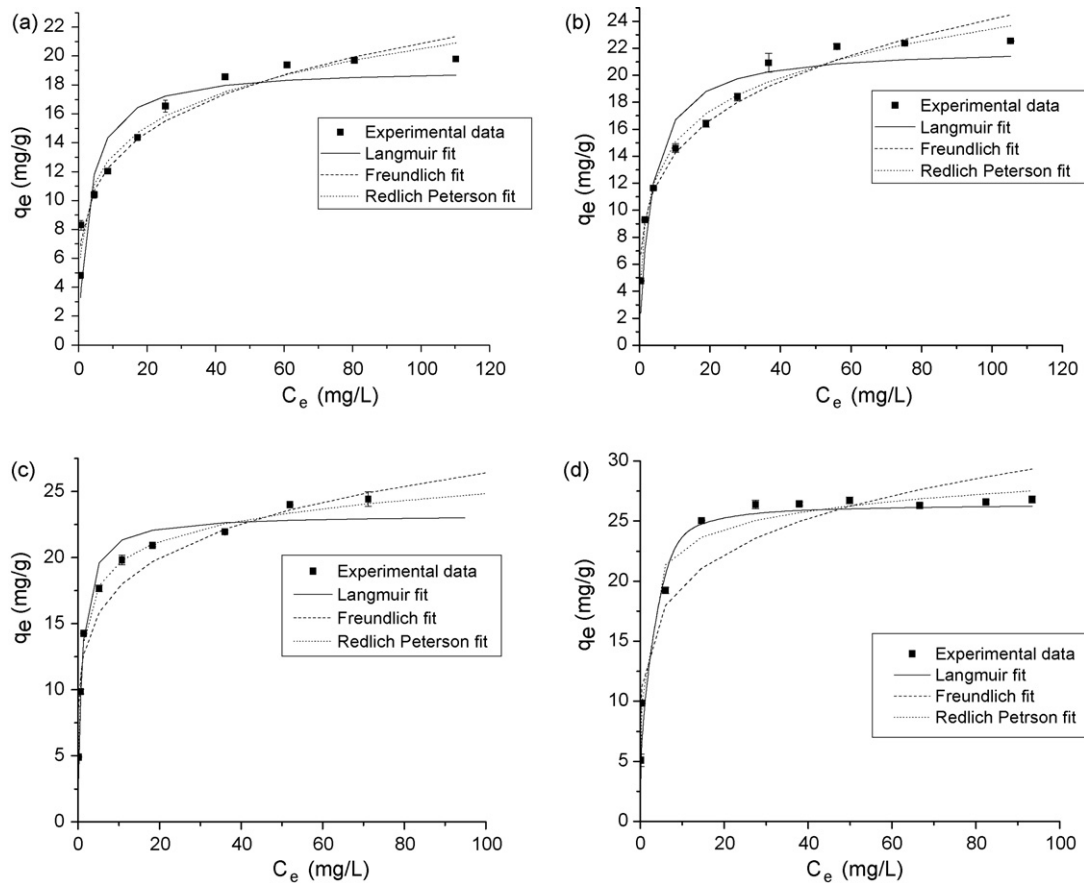 (a)
22
20
18
16
14
12
10
8
6
4
2
0
qe (mg/g)
Experimental data
Langmuir fit
Freundlich fit
Redlich Peterson fit
0 20 40 60 80 100 120
Ce (mg/L)
(b)
24
22
20
18
16
14
12
10
8
6
4
2
0
qe (mg/g)
Experimental data
Langmuir fit
Freundlich fit
Redlich Peterson fit
0 20 40 60 80 100 120
Ce (mg/L)
(c)
25
20
15
10
5
0
qe (mg/g)
Experimental data
Langmuir fit
Freundlich fit
Redlich Peterson fit
0 20 40 60 80 100
Ce (mg/L)
(d)
30
25
20
15
10
5
0
qe (mg/g)
Experimental data
Langmuir fit
Freundlich fit
Redlich Petrson fit
0 20 40 60 80 100
Ce (mg/L)